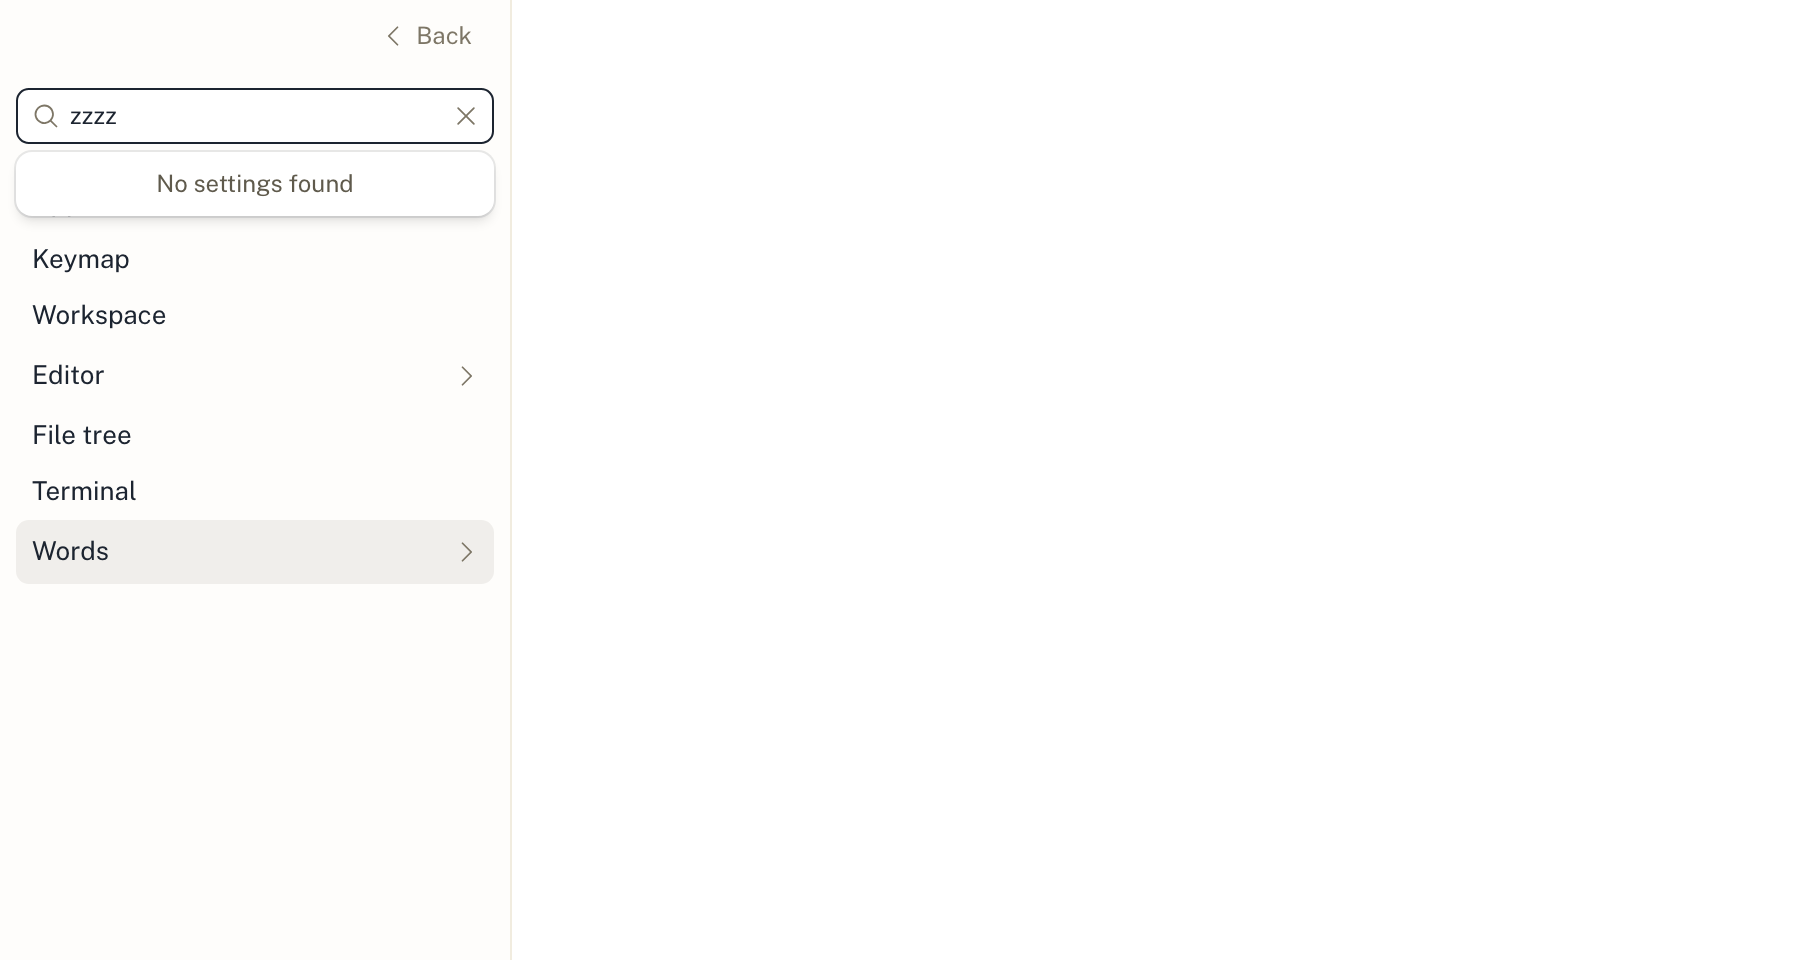 Back
zzzz
No settings found
Keymap
Workspace
Editor
File tree
Terminal
Words